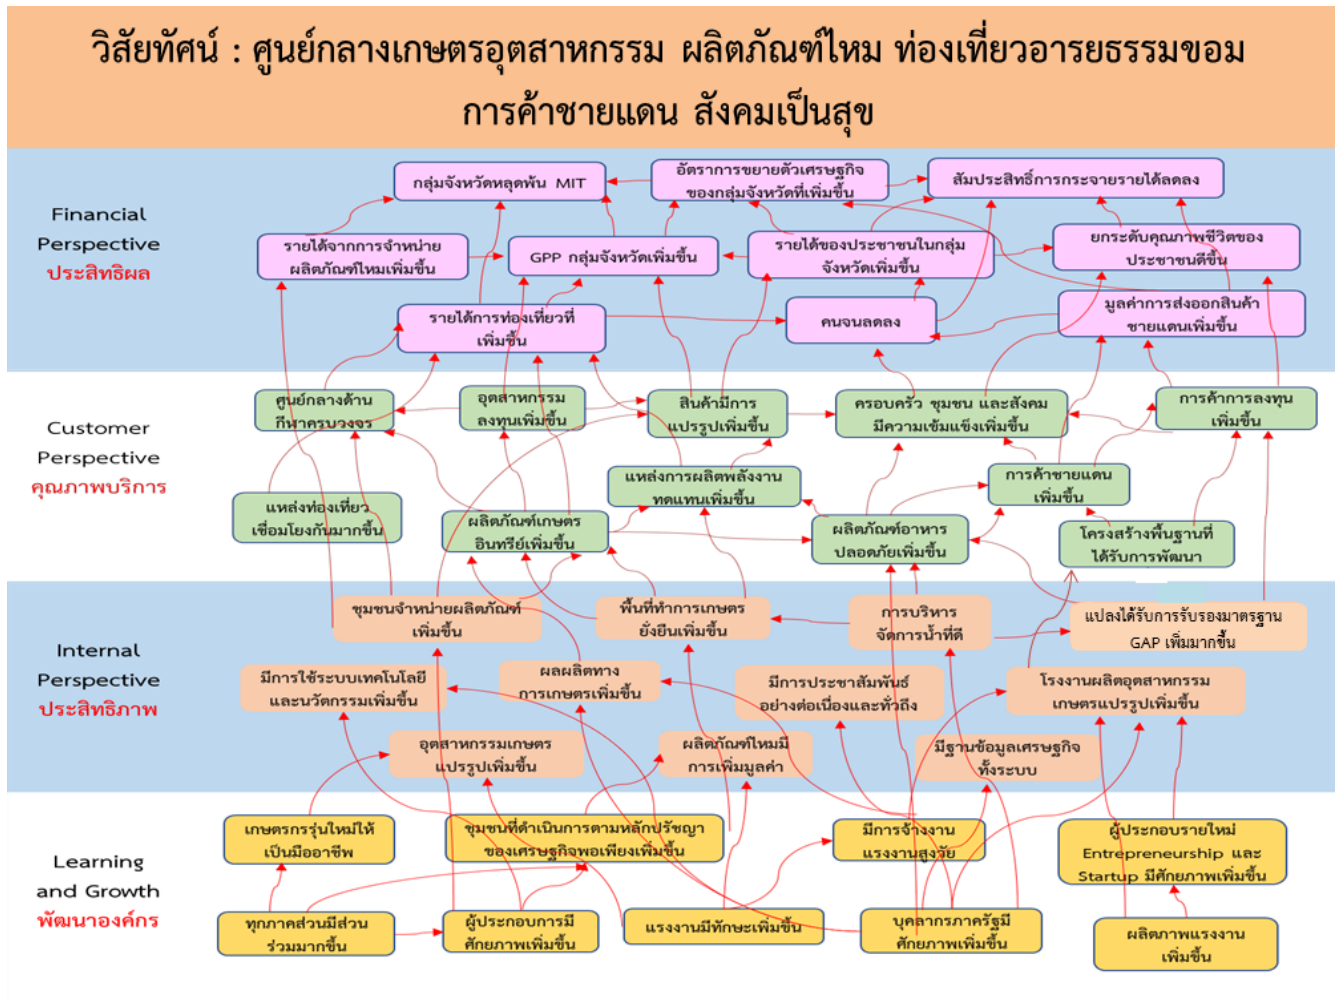 วิสัยทัศน์ : ศูนย์กลางเกษตรอุตสาหกรรม ผลิตภัณฑ์ไหม ท่องเที่ยวอารยธรรมขอม
การค้าชายแดน สังคมเป็นสุข
Financial
Perspective
ประสิทธิผล
กลุ่มจังหวัดหลุดพ้น MIT
อัตราการขยายตัวเศรษฐกิจ
ของกลุ่มจังหวัดที่เพิ่มขึ้น
สัมประสิทธิ์การกระจายรายได้ลดลง
รายได้จากการจำหน่าย
ผลิตภัณฑ์ไหมเพิ่มขึ้น
GPP กลุ่มจังหวัดเพิ่มขึ้น
รายได้ของประชาชนในกลุ่ม
จังหวัดเพิ่มขึ้น
ยกระดับคุณภาพชีวิตของ
ประชาชนดีขึ้น
รายได้การท่องเที่ยวที่
เพิ่มขึ้น
คนจนลดลง
มูลค่าการส่งออกสินค้า
ชายแดนเพิ่มขึ้น
Customer
Perspective
คุณภาพบริการ
ศูนย์กลางด้าน
กีฬาครบวงจร
อุตสาหกรรม
ลงทุนเพิ่มขึ้น
สินค้ามีการ
แปรรูปเพิ่มขึ้น
ครอบครัว ชุมชน และสังคม
มีความเข้มแข็งเพิ่มขึ้น
การค้าการลงทุน
เพิ่มขึ้น
แหล่งท่องเที่ยว
เชื่อมโยงกันมากขึ้น
ผลิตภัณฑ์เกษตร
อินทรีย์เพิ่มขึ้น
แหล่งการผลิตพลังงาน
ทดแทนเพิ่มขึ้น
ผลิตภัณฑ์อาหาร
ปลอดภัยเพิ่มขึ้น
การค้าชายแดน
เพิ่มขึ้น
โครงสร้างพื้นฐานที่
ได้รับการพัฒนา
Internal
Perspective
ประสิทธิภาพ
ชุมชนจำหน่ายผลิตภัณฑ์
เพิ่มขึ้น
พื้นที่ทำการเกษตร
ยั่งยืนเพิ่มขึ้น
การบริหาร
จัดการน้ำที่ดี
แปลงได้รับการรับรองมาตรฐาน
GAP เพิ่มมากขึ้น
มีการใช้ระบบเทคโนโลยี
และนวัตกรรมเพิ่มขึ้น
ผลผลิตทาง
การเกษตรเพิ่มขึ้น
มีการประชาสัมพันธ์
อย่างต่อเนื่องและทั่วถึง
โรงงานผลิตอุตสาหกรรม
เกษตรแปรรูปเพิ่มขึ้น
อุตสาหกรรมเกษตร
แปรรูปเพิ่มขึ้น
ผลิตภัณฑ์ไหมมี
การเพิ่มมูลค่า
มีฐานข้อมูลเศรษฐกิจ
ทั้งระบบ
Learning
and Growth
พัฒนาองค์กร
เกษตรกรรุ่นใหม่ให้
เป็นมืออาชีพ
ชุมชนที่ดำเนินการตามหลักปรัชญา
ของเศรษฐกิจพอเพียงเพิ่มขึ้น
มีการจ้างงาน
แรงงานสูงวัย
ผู้ประกอบรายใหม่
Entrepreneurship และ
Startup มีศักยภาพเพิ่มขึ้น
ทุกภาคส่วนมีส่วน
ร่วมมากขึ้น
ผู้ประกอบการมี
ศักยภาพเพิ่มขึ้น
แรงงานมีทักษะเพิ่มขึ้น
บุคลากรภาครัฐมี
ศักยภาพเพิ่มขึ้น
ผลิตภาพแรงงาน
เพิ่มขึ้น